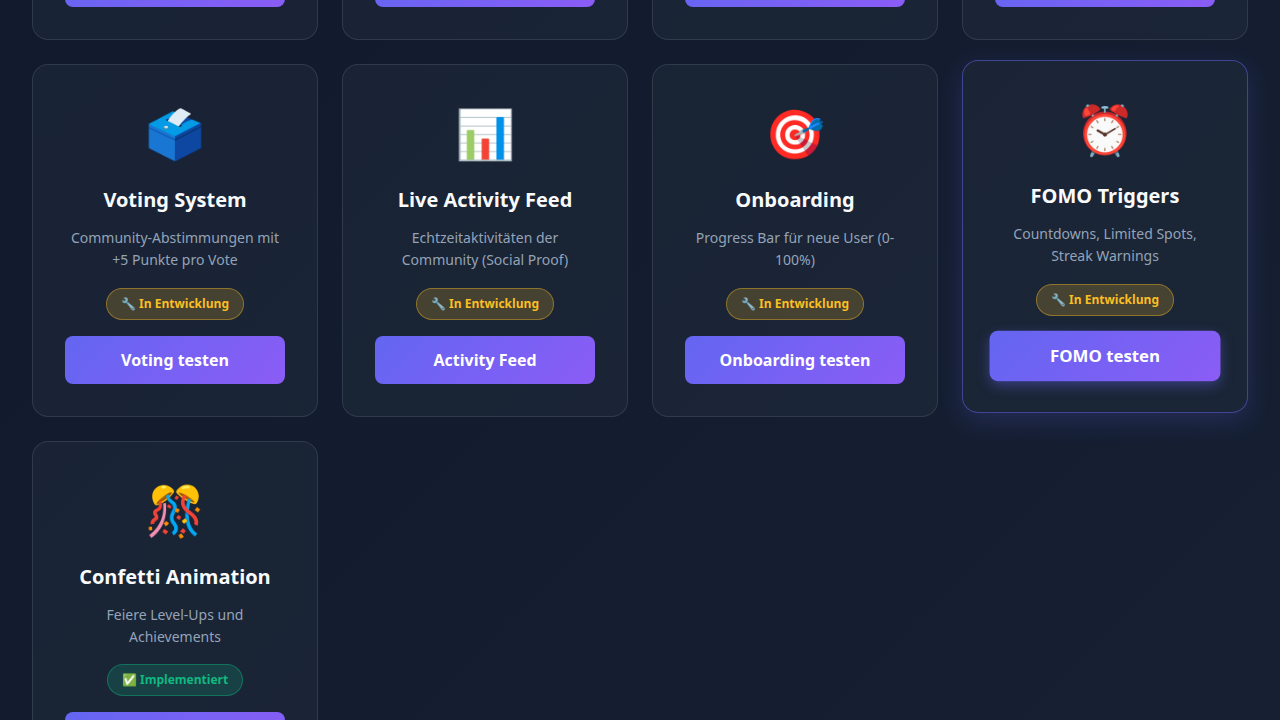 Voting System
Community-Abstimmungen mit
+5 Punkte pro Vote
🔧 In Entwicklung
Voting testen
Live Activity Feed
Echtzeitaktivitäten der
Community (Social Proof)
🔧 In Entwicklung
Activity Feed
Onboarding
Progress Bar für neue User (0-
100%)
🔧 In Entwicklung
Onboarding testen
FOMO Triggers
Countdowns, Limited Spots,
Streak Warnings
🔧 In Entwicklung
FOMO testen
Confetti Animation
Feiere Level-Ups und
Achievements
✅ Implementiert